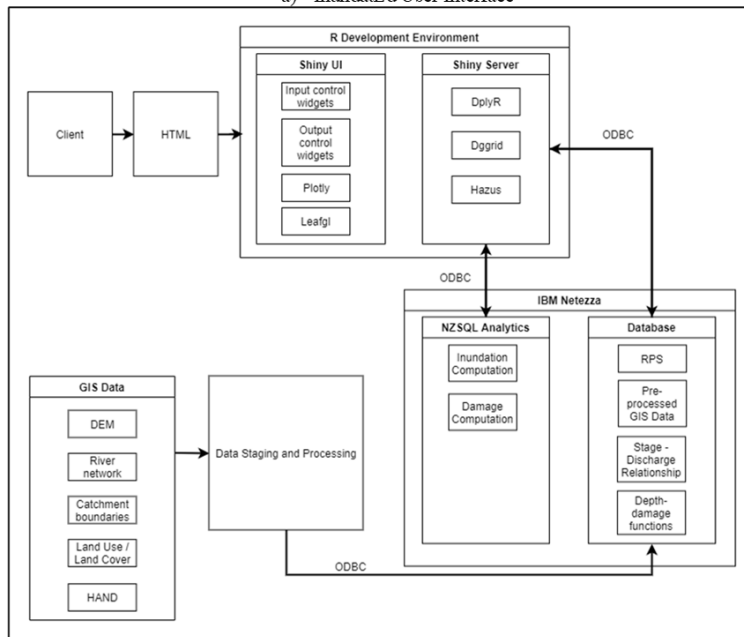 a) InundatEd User Interface
R Development Environment
Shiny UI
Shiny Server
Client
HTML
Input control
widgets
Output
control
widgets
Plotly
Leafgl
DplyR
Dggrid
Hazus
ODBC
ODBC
IBM Netezza
NZSQL Analytics
Inundation
Computation
Damage
Computation
Database
RPS
Pre-
processed
GIS Data
Stage -
Discharge
Relationship
Depth-
damage
functions
GIS Data
DEM
River
network
Catchment
boundaries
Land Use /
Land Cover
HAND
Data Staging and Processing
ODBC